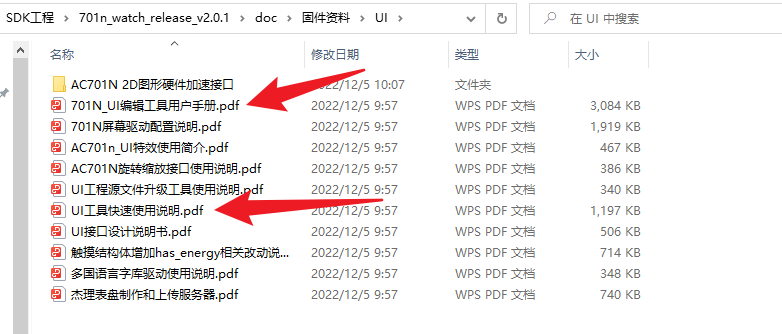 SDK工程 > 701n_watch_release_v2.0.1 > doc > 固件资料 > UI > 在 UI 中搜索
名称 修改日期 类型 大小
AC701N 2D图形硬件加速接口 2022/12/5 10:07 文件夹
701N_UI编辑工具用户手册.pdf 2022/12/5 9:57 WPS PDF 文档 3,084 KB
701N屏幕驱动配置说明.pdf 2022/12/5 9:57 WPS PDF 文档 1,919 KB
AC701n_UI特效使用简介.pdf 2022/12/5 9:57 WPS PDF 文档 467 KB
AC701N旋转缩放接口使用说明.pdf 2022/12/5 9:57 WPS PDF 文档 386 KB
UI工程源文件升级工具使用说明.pdf 2022/12/5 9:57 WPS PDF 文档 340 KB
UI工具快速使用说明.pdf 2022/12/5 9:57 WPS PDF 文档 1,197 KB
UI接口设计说明书.pdf 2022/12/5 9:57 WPS PDF 文档 506 KB
触摸结构体增加has_energy相关改动说... 2022/12/5 9:57 WPS PDF 文档 714 KB
多国语言字库驱动使用说明.pdf 2022/12/5 9:57 WPS PDF 文档 348 KB
杰理表盘制作和上传服务器.pdf 2022/12/5 9:57 WPS PDF 文档 740 KB